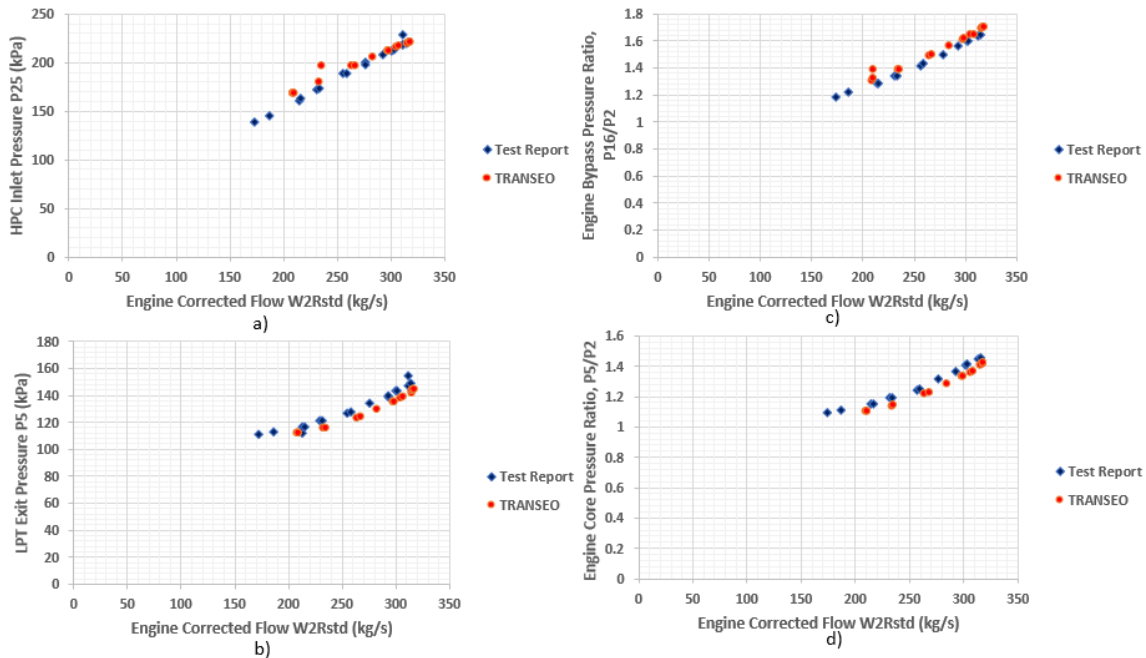 HPC Inlet Pressure P25 (kPa)
250
200
150
100
50
0
0 50 100 150 200 250 300 350
Engine Corrected Flow W2Rstd (kg/s)
a)
Test Report
TRANSEO
Engine Bypass Pressure Ratio,
P16/P2
1.8
1.6
1.4
1.2
1
0.8
0.6
0.4
0.2
0
0 50 100 150 200 250 300 350
Engine Corrected Flow W2Rstd (kg/s)
c)
Test Report
TRANSEO
LPT Exit Pressure P5 (kPa)
180
160
140
120
100
80
60
40
20
0
0 50 100 150 200 250 300 350
Engine Corrected Flow W2Rstd (kg/s)
b)
Test Report
TRANSEO
Engine Core Pressure Ratio, P5/P2
1.6
1.4
1.2
1
0.8
0.6
0.4
0.2
0
0 50 100 150 200 250 300 350
Engine Corrected Flow W2Rstd (kg/s)
d)
Test Report
TRANSEO